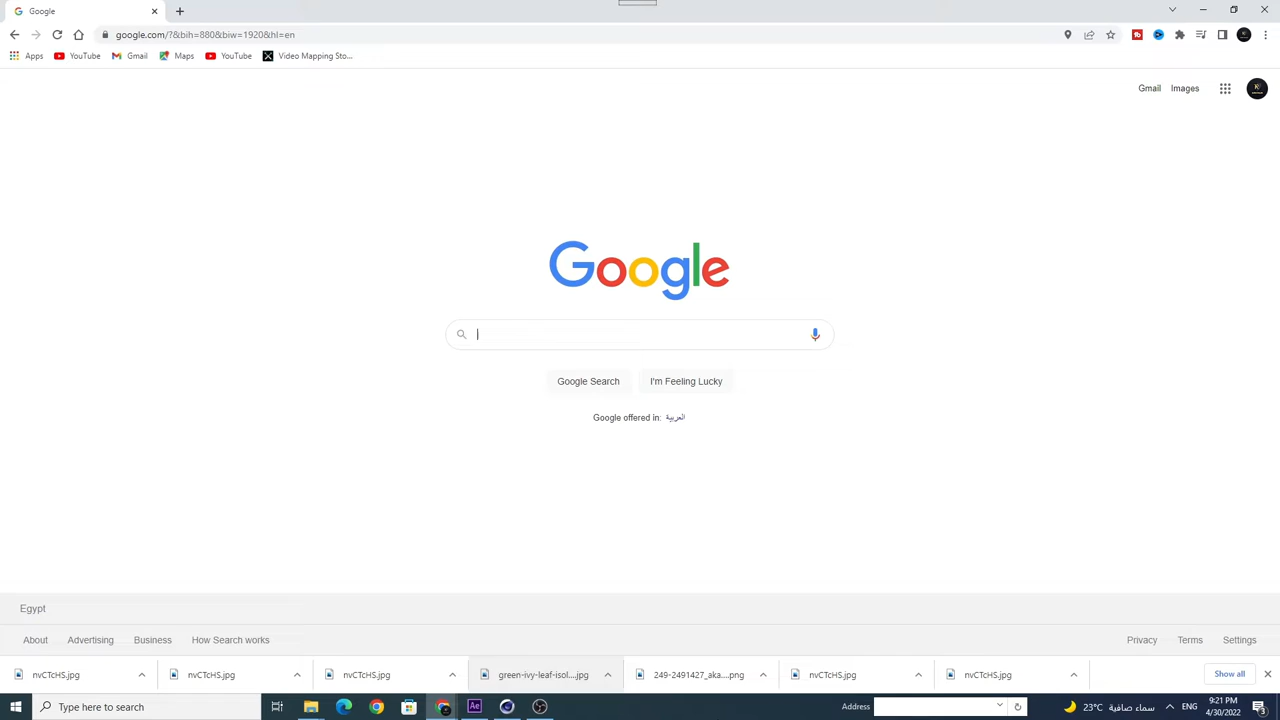 Google
google.com/?&bih=880&biw=1920&hl=en
Apps YouTube Gmail Maps YouTube Video Mapping Sto...
Gmail Images
Google
Google Search I'm Feeling Lucky
Google offered in: العربية
Egypt
About Advertising Business How Search works Privacy Terms Settings
nvCTcHS.jpg nvCTcHS.jpg nvCTcHS.jpg green-ivy-leaf-isol....jpg 249-2491427_aka....png nvCTcHS.jpg nvCTcHS.jpg Show all
Type here to search Ae Address 23°C سماء صافية ENG 9:21 PM
4/30/2022 3